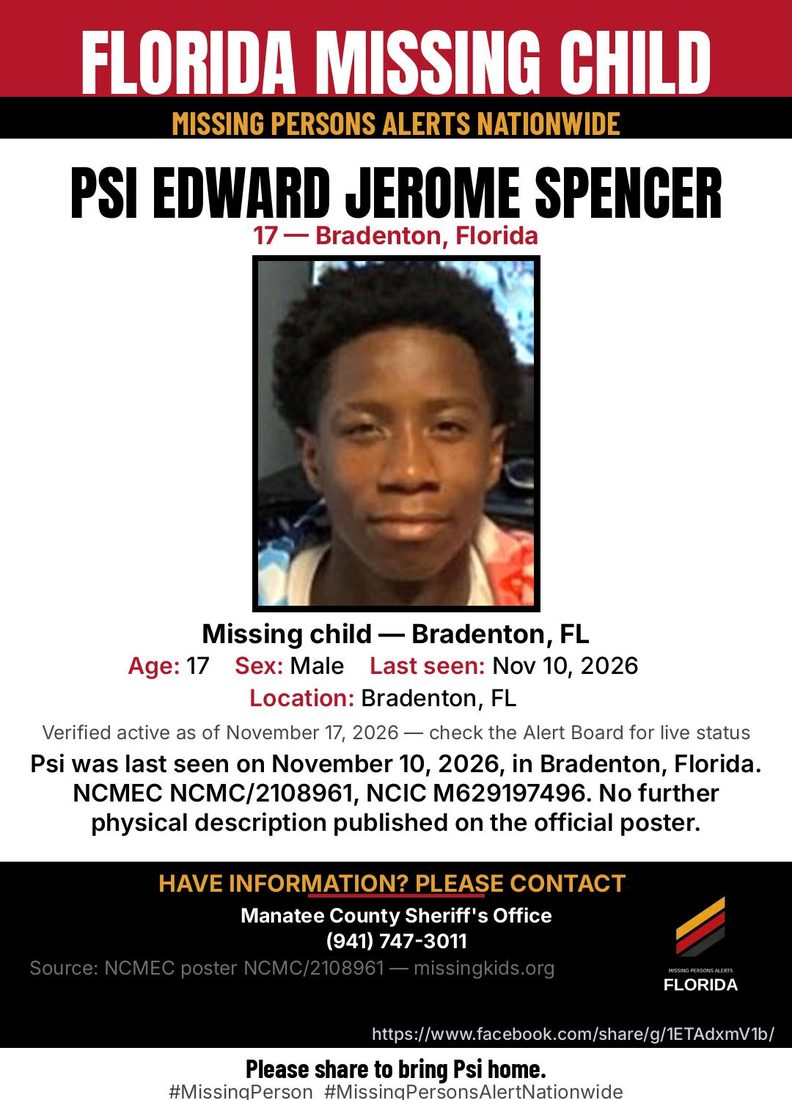 FLORIDA MISSING CHILD
MISSING PERSONS ALERTS NATIONWIDE
PSI EDWARD JEROME SPENCER
17 — Bradenton, Florida
Missing child — Bradenton, FL
Age: 17 Sex: Male Last seen: Nov 10, 2026
Location: Bradenton, FL
Verified active as of November 17, 2026 — check the Alert Board for live status
Psi was last seen on November 10, 2026, in Bradenton, Florida.
NCMEC NCMC/2108961, NCIC M629197496. No further
physical description published on the official poster.
HAVE INFORMATION? PLEASE CONTACT
Manatee County Sheriff's Office
(941) 747-3011
Source: NCMEC poster NCMC/2108961 — missingkids.org
MISSING PERSONS ALERTS
FLORIDA
https://www.facebook.com/share/g/1ETAdxmV1b/
Please share to bring Psi home.
#MissingPerson #MissingPersonsAlertNationwide